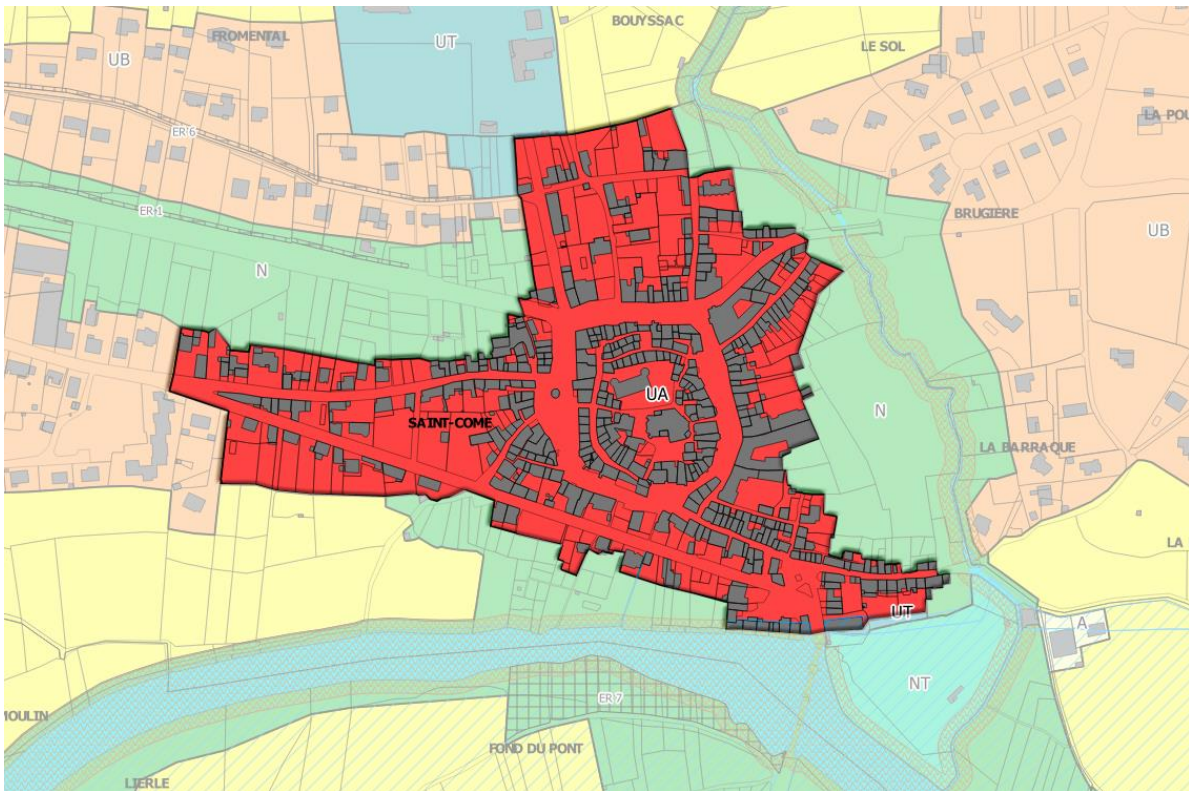 BOUYSSAC
FROMENTAL
UT
LE SOL
UB
LA POU
ER 6
ER 1
BRUGIERE
UB
N
UA
N
SAINT-COME
LA BARRAQUE
LA
UT
A
NT
ER 7
MOULIN
FOND DU PONT
LIERLE